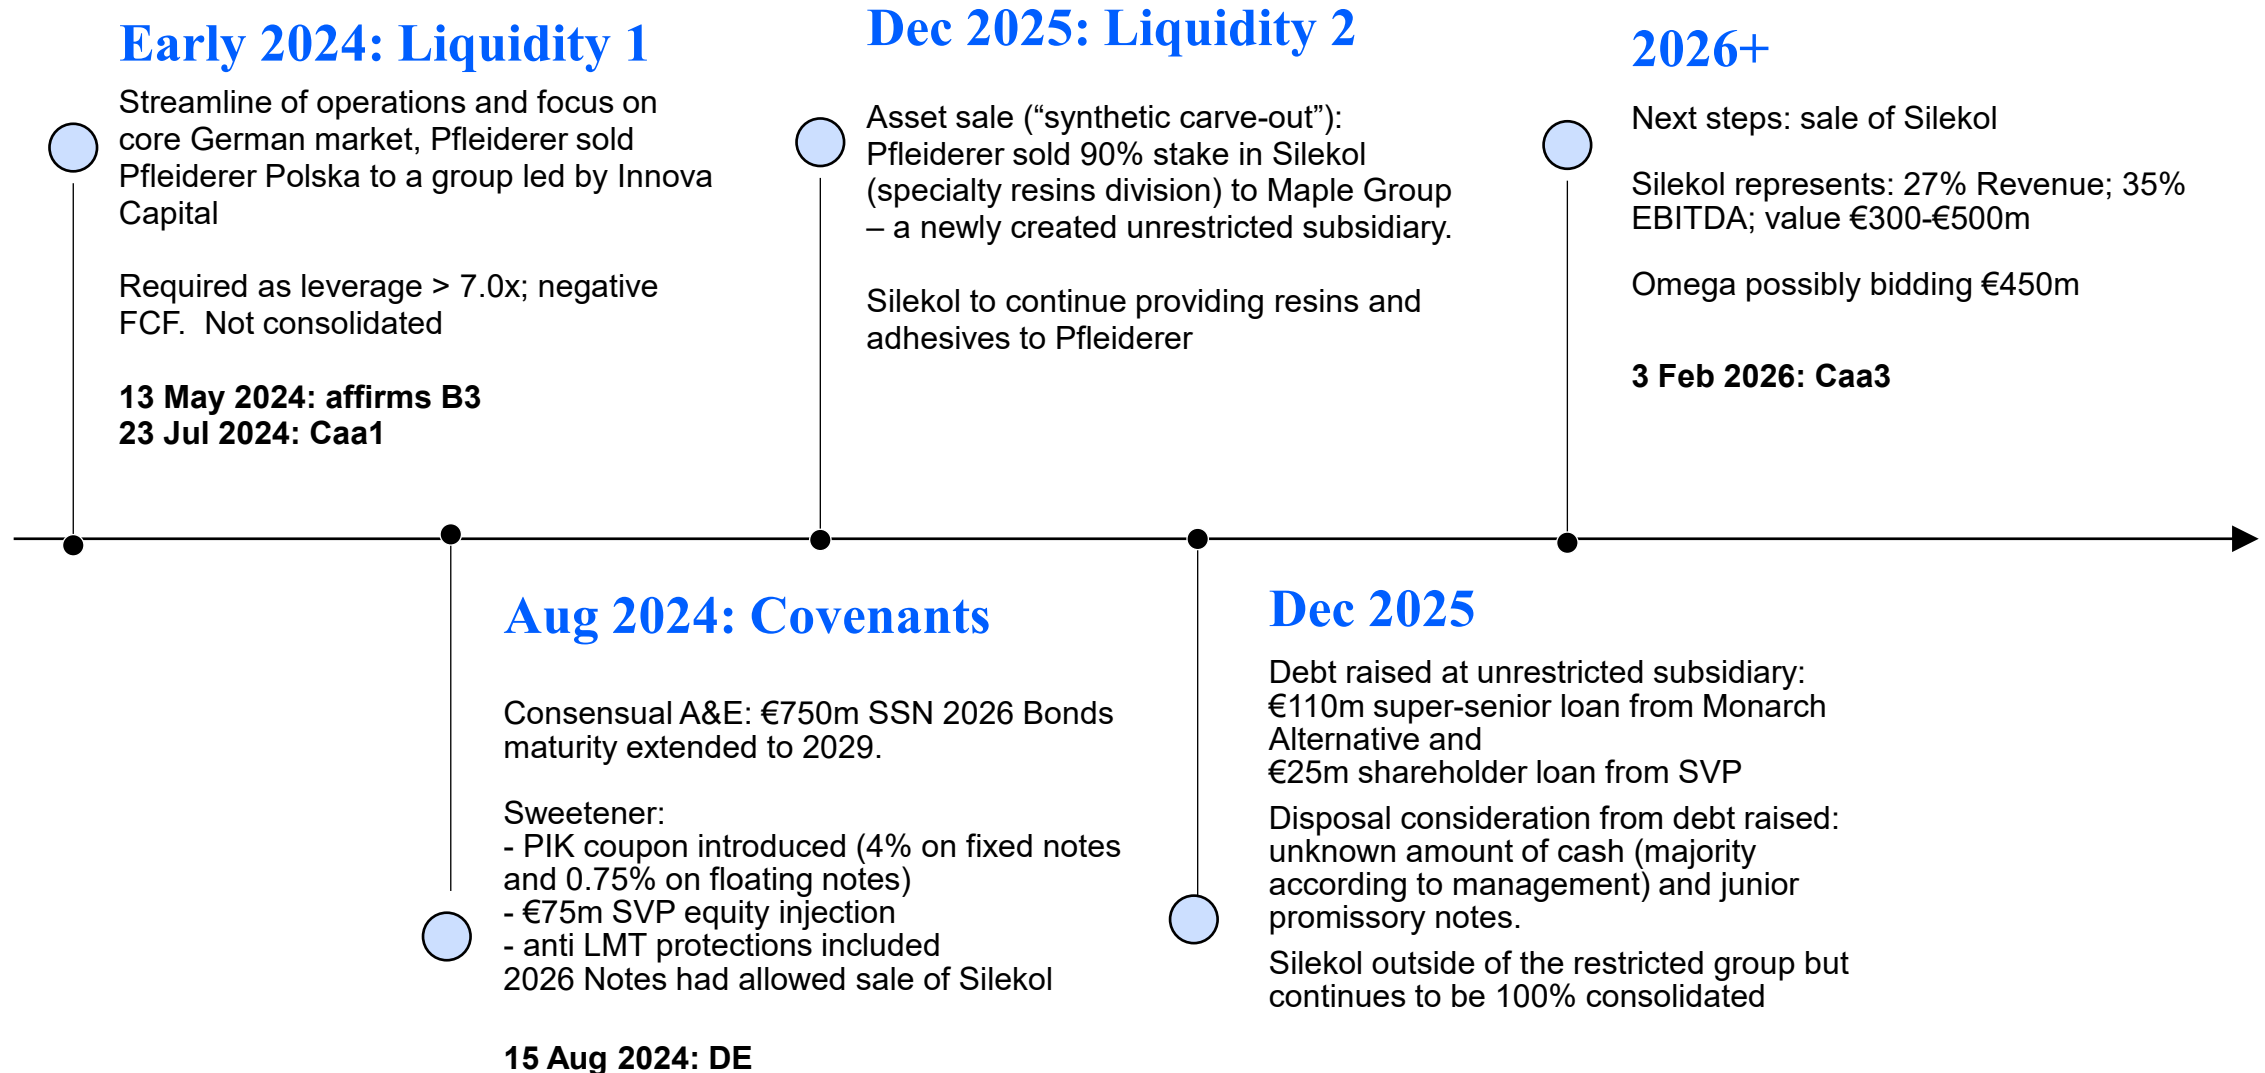 Early 2024: Liquidity 1
Streamline of operations and focus on
core German market, Pfleiderer sold
Pfleiderer Polska to a group led by Innova
Capital
Required as leverage > 7.0x; negative
FCF.  Not consolidated
13 May 2024: affirms B3
23 Jul 2024: Caa1
Aug 2024: Covenants
Consensual A&E: €750m SSN 2026 Bonds
maturity extended to 2029.
Sweetener:
- PIK coupon introduced (4% on fixed notes
and 0.75% on floating notes)
- €75m SVP equity injection
- anti LMT protections included
2026 Notes had allowed sale of Silekol
15 Aug 2024: DE
Dec 2025: Liquidity 2
Asset sale (“synthetic carve-out”):
Pfleiderer sold 90% stake in Silekol
(specialty resins division) to Maple Group
– a newly created unrestricted subsidiary.
Silekol to continue providing resins and
adhesives to Pfleiderer
Dec 2025
Debt raised at unrestricted subsidiary:
€110m super-senior loan from Monarch
Alternative and
€25m shareholder loan from SVP
Disposal consideration from debt raised:
unknown amount of cash (majority
according to management) and junior
promissory notes.
Silekol outside of the restricted group but
continues to be 100% consolidated
2026+
Next steps: sale of Silekol
Silekol represents: 27% Revenue; 35%
EBITDA; value €300-€500m
Omega possibly bidding €450m
3 Feb 2026: Caa3